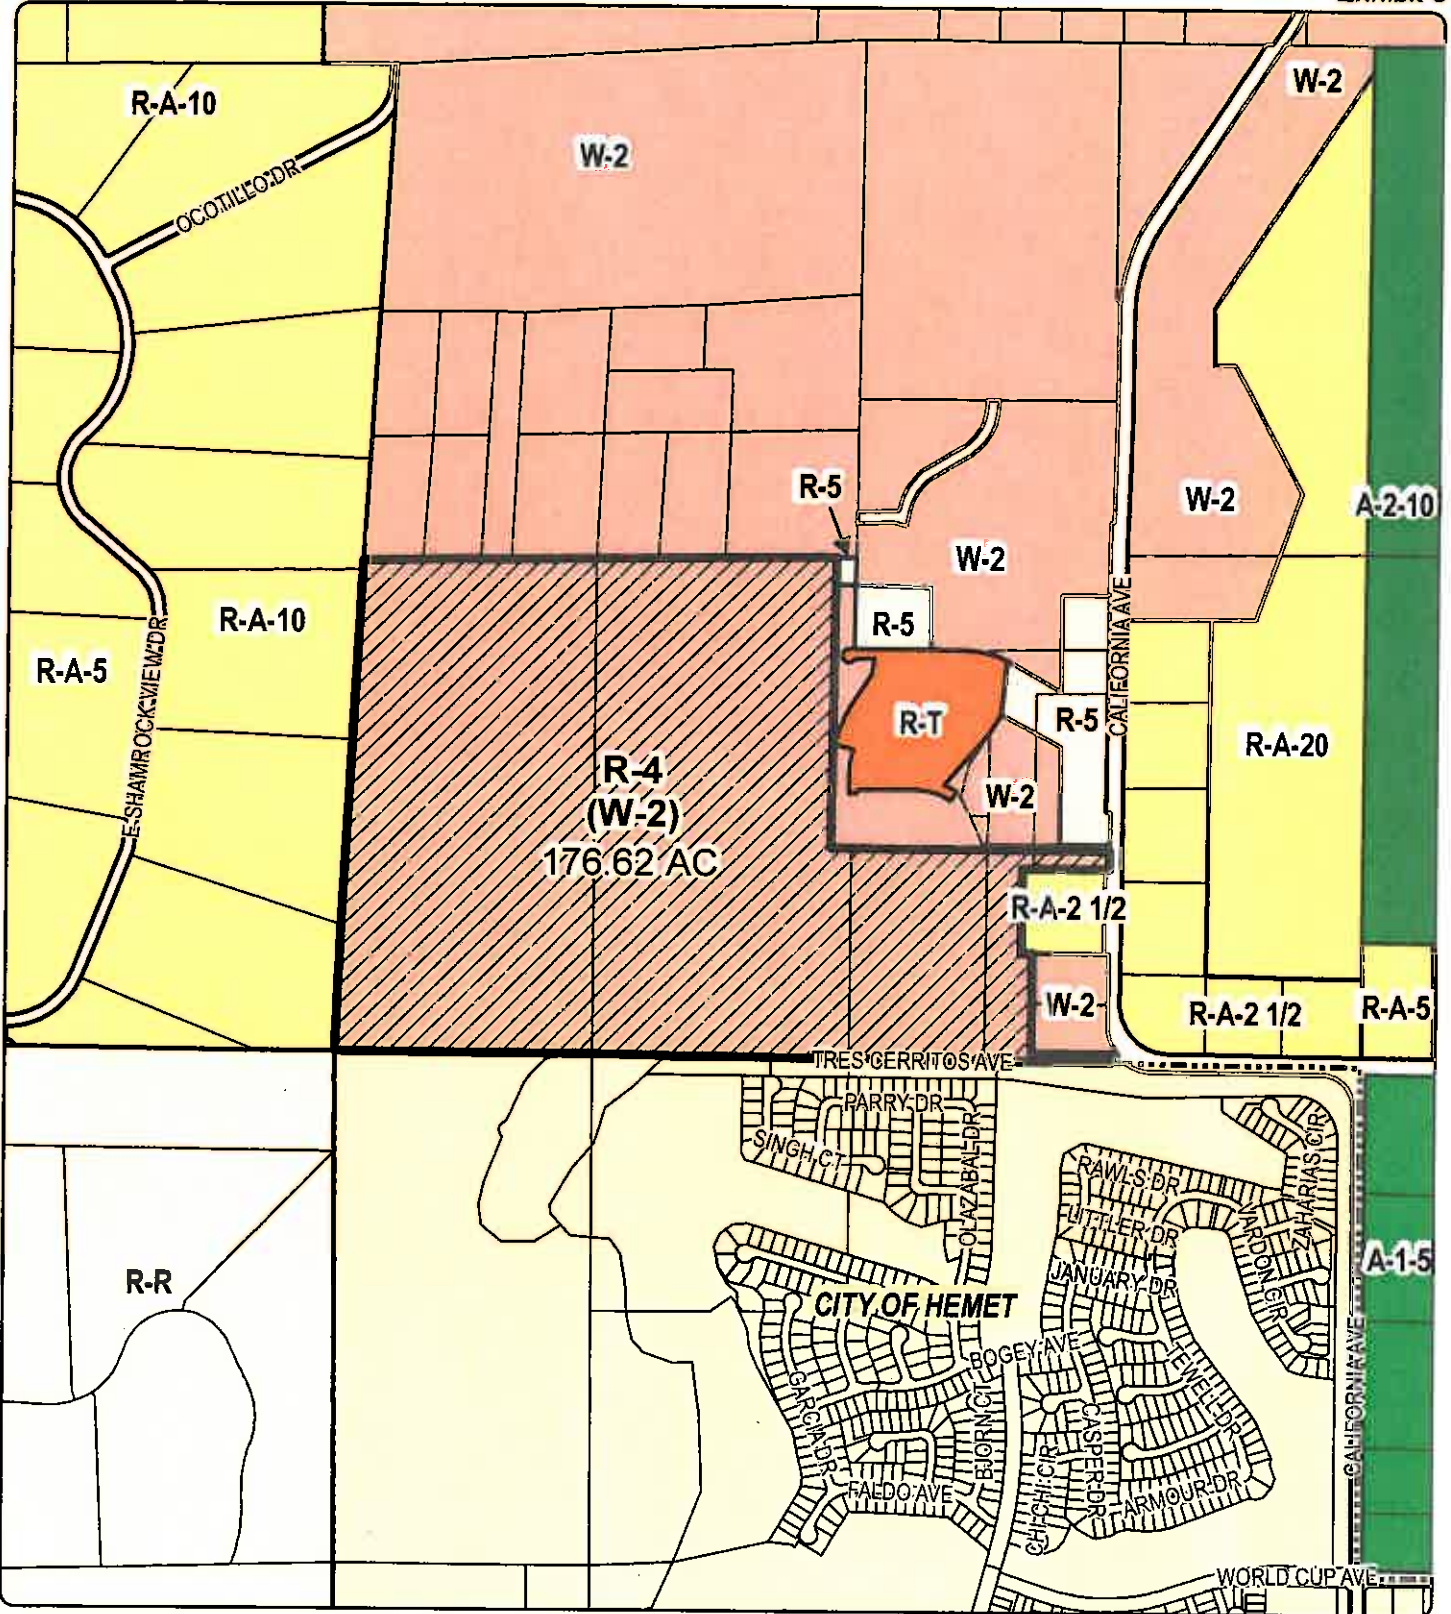 W-2
R-A-10
W-2
OCOTILLO DR
R-5
W-2
A-2-10
W-2
CALIFORNIA AVE
R-A-10
R-5
R-A-5
E SHAMROCK VIEW DR
R-T
R-5
R-A-20
R-4
(W-2)
176.62 AC
W-2
R-A-2 1/2
W-2
R-A-2 1/2
R-A-5
TRES CERRITOS AVE
PARRY DR
SINGH CT
OLAZABAL DR
RAWLS DR
ZAHARIAS CIR
LITTLER DR
VARDON CIR
JANUARY DR
A-1-5
R-R
CITY OF HEMET
BOGEY AVE
EWELL DR
GARCIA DR
BJORN CT
CASPER DR
CALIFORNIA AVE
FALDO AVE
CHI CHI CIR
ARMOUR DR
WORLD CUP AVE